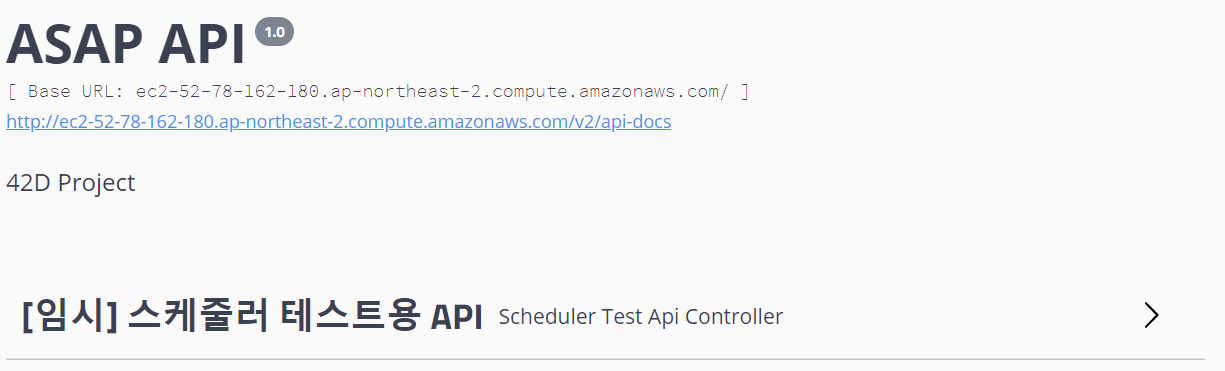 ASAP API 1.0
[ Base URL: ec2-52-78-162-180.ap-northeast-2.compute.amazonaws.com/ ]
http://ec2-52-78-162-180.ap-northeast-2.compute.amazonaws.com/v2/api-docs
42D Project
[임시] 스케줄러 테스트용 API Scheduler Test Api Controller